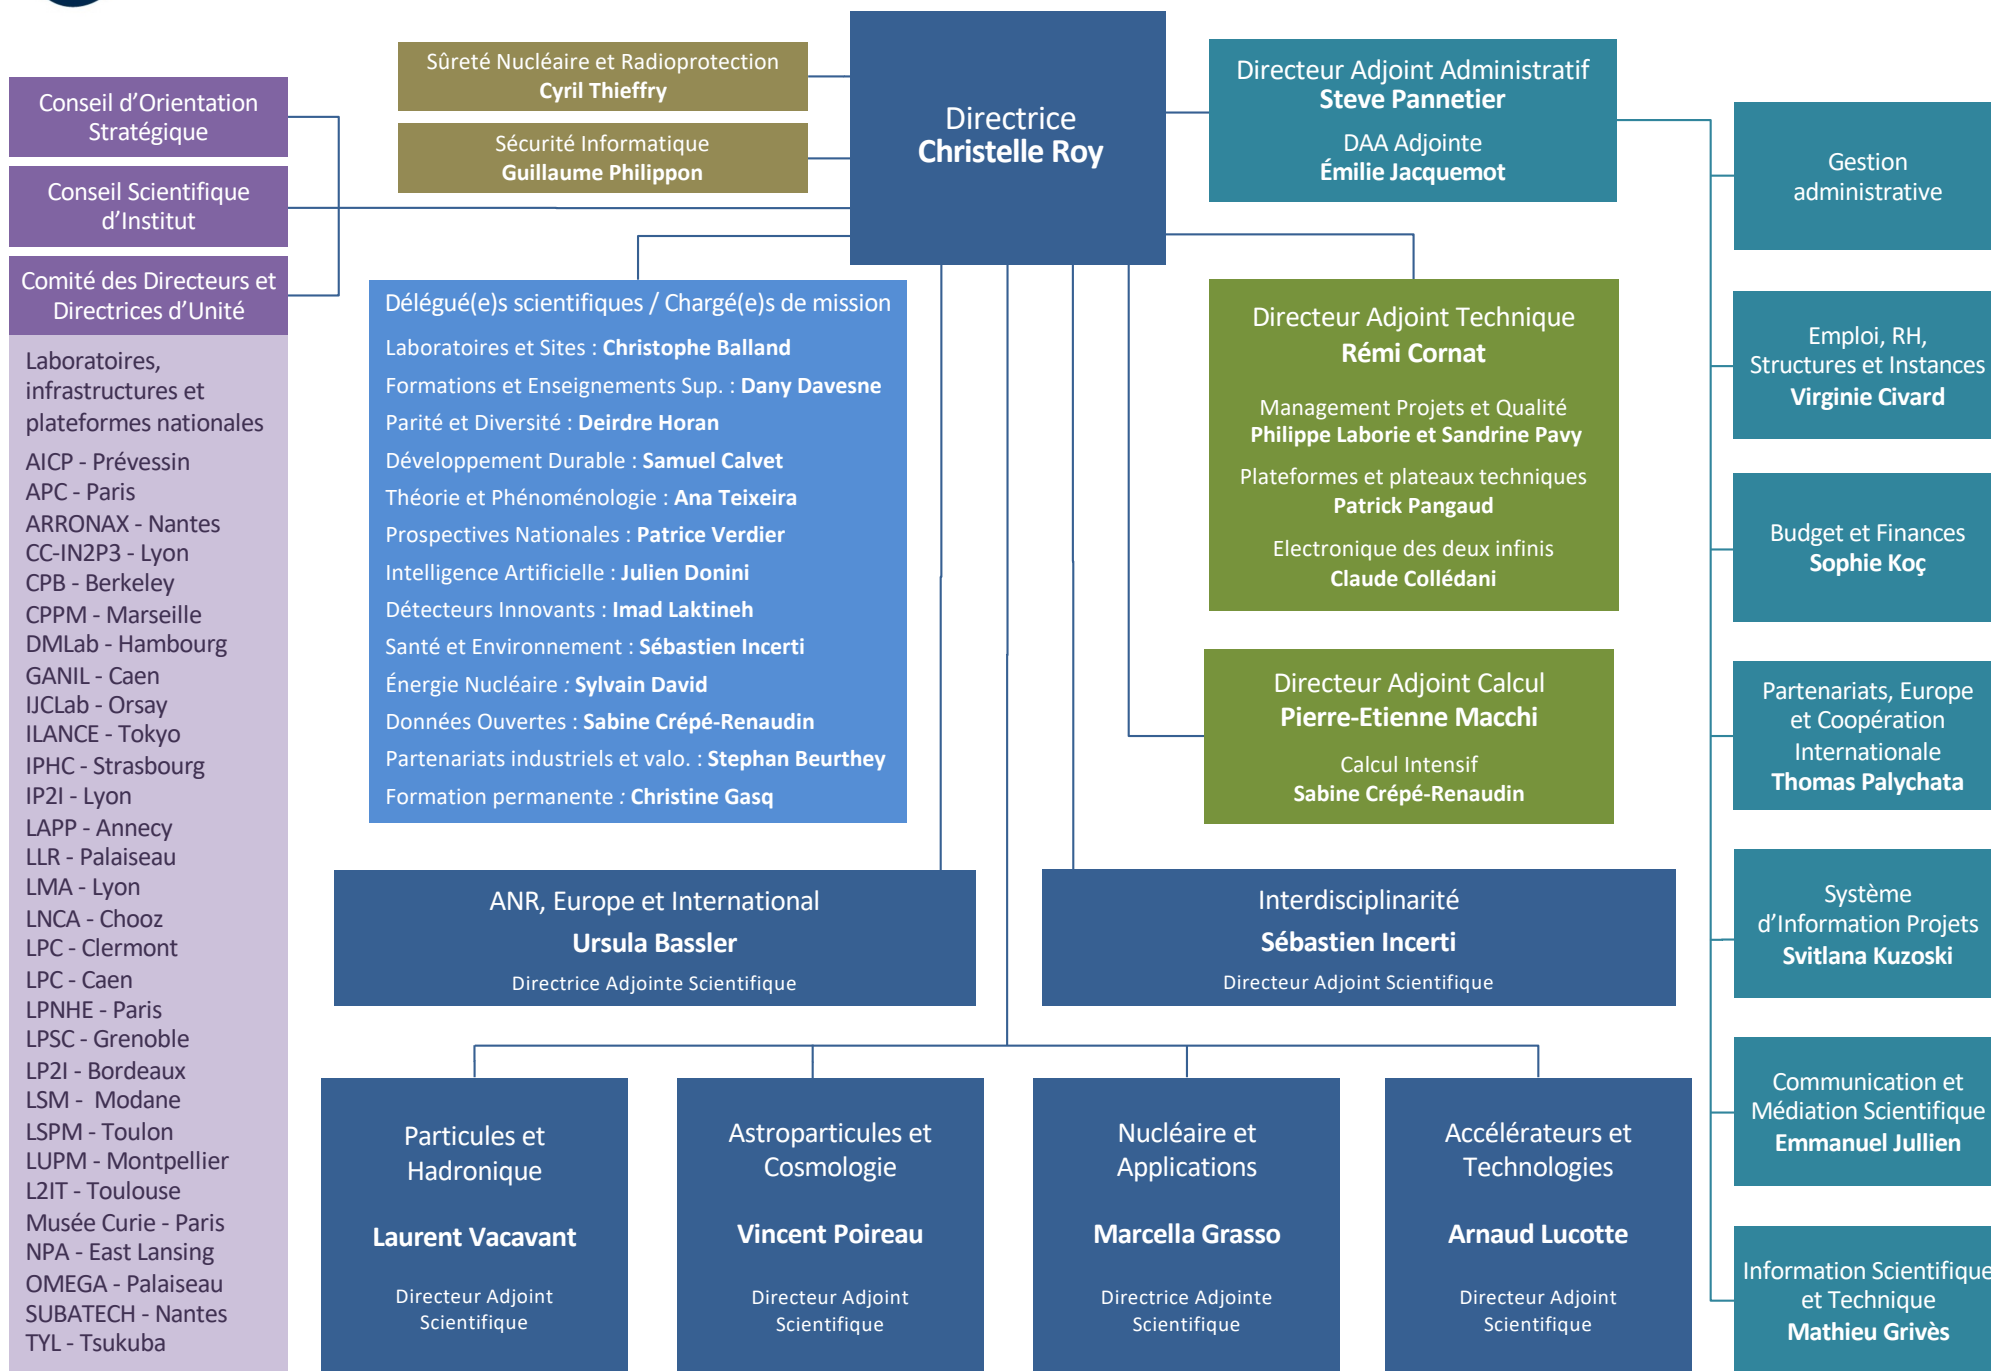 Sûreté Nucléaire et Radioprotection
Cyril Thieffry
Sécurité Informatique
Guillaume Philippon
Directrice
Christelle Roy
Directeur Adjoint Administratif
Steve Pannetier
DAA Adjointe
Émilie Jacquemot
Conseil d’Orientation
Stratégique
Conseil Scientifique
d’Institut
Comité des Directeurs et
Directrices d’Unité
Laboratoires,
infrastructures et
plateformes nationales
AICP - Prévessin
APC - Paris
ARRONAX - Nantes
CC-IN2P3 - Lyon
CPB - Berkeley
CPPM - Marseille
DMLab - Hambourg
GANIL - Caen
IJCLab - Orsay
ILANCE - Tokyo
IPHC - Strasbourg
IP2I - Lyon
LAPP - Annecy
LLR - Palaiseau
LMA - Lyon
LNCA - Chooz
LPC - Clermont
LPC - Caen
LPNHE - Paris
LPSC - Grenoble
LP2I - Bordeaux
LSM -  Modane
LSPM - Toulon
LUPM - Montpellier
L2IT - Toulouse
Musée Curie - Paris
NPA - East Lansing
OMEGA - Palaiseau
SUBATECH - Nantes
TYL - Tsukuba
Délégué(e)s scientifiques / Chargé(e)s de mission
Laboratoires et Sites : Christophe Balland
Formations et Enseignements Sup. : Dany Davesne
Parité et Diversité : Deirdre Horan
Développement Durable : Samuel Calvet
Théorie et Phénoménologie : Ana Teixeira
Prospectives Nationales : Patrice Verdier
Intelligence Artificielle : Julien Donini
Détecteurs Innovants : Imad Laktineh
Santé et Environnement : Sébastien Incerti
Énergie Nucléaire : Sylvain David
Données Ouvertes : Sabine Crépé-Renaudin
Partenariats industriels et valo. : Stephan Beurthey
Formation permanente : Christine Gasq
Directeur Adjoint Technique
Rémi Cornat
Management Projets et Qualité
Philippe Laborie et Sandrine Pavy
Plateformes et plateaux techniques
Patrick Pangaud
Electronique des deux infinis
Claude Collédani
Directeur Adjoint Calcul
Pierre-Etienne Macchi
Calcul Intensif
Sabine Crépé-Renaudin
ANR, Europe et International
Ursula Bassler
Directrice Adjointe Scientifique
Interdisciplinarité
Sébastien Incerti
Directeur Adjoint Scientifique
Particules et
Hadronique
Laurent Vacavant
Directeur Adjoint
Scientifique
Astroparticules et
Cosmologie
Vincent Poireau
Directeur Adjoint
Scientifique
Nucléaire et
Applications
Marcella Grasso
Directrice Adjointe
Scientifique
Accélérateurs et
Technologies
Arnaud Lucotte
Directeur Adjoint
Scientifique
Gestion
administrative
Emploi, RH,
Structures et Instances
Virginie Civard
Budget et Finances
Sophie Koç
Partenariats, Europe
et Coopération
Internationale
Thomas Palychata
Système
d’Information Projets
Svitlana Kuzoski
Communication et
Médiation Scientifique
Emmanuel Jullien
Information Scientifique
et Technique
Mathieu Grivès